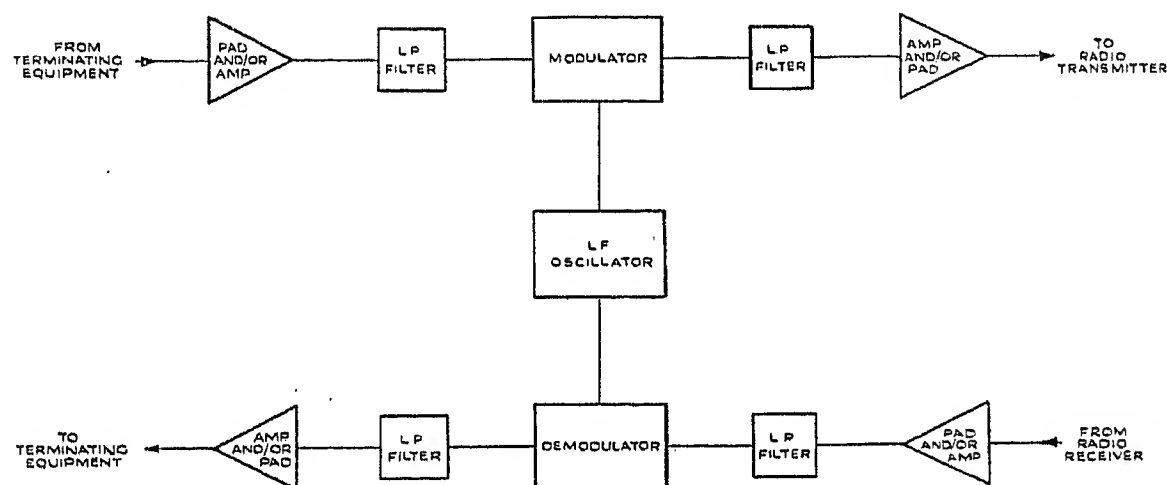 FROM
TERMINATING
EQUIPMENT
PAD
AND/OR
AMP
LP
FILTER
MODULATOR
LP
FILTER
AMP
AND/OR
PAD
TO
RADIO
TRANSMITTER
LF
OSCILLATOR
TO
TERMINATING
EQUIPMENT
AMP
AND/OR
PAD
LP
FILTER
DEMODULATOR
LP
FILTER
PAD
AND/OR
AMP
FROM
RADIO
RECEIVER